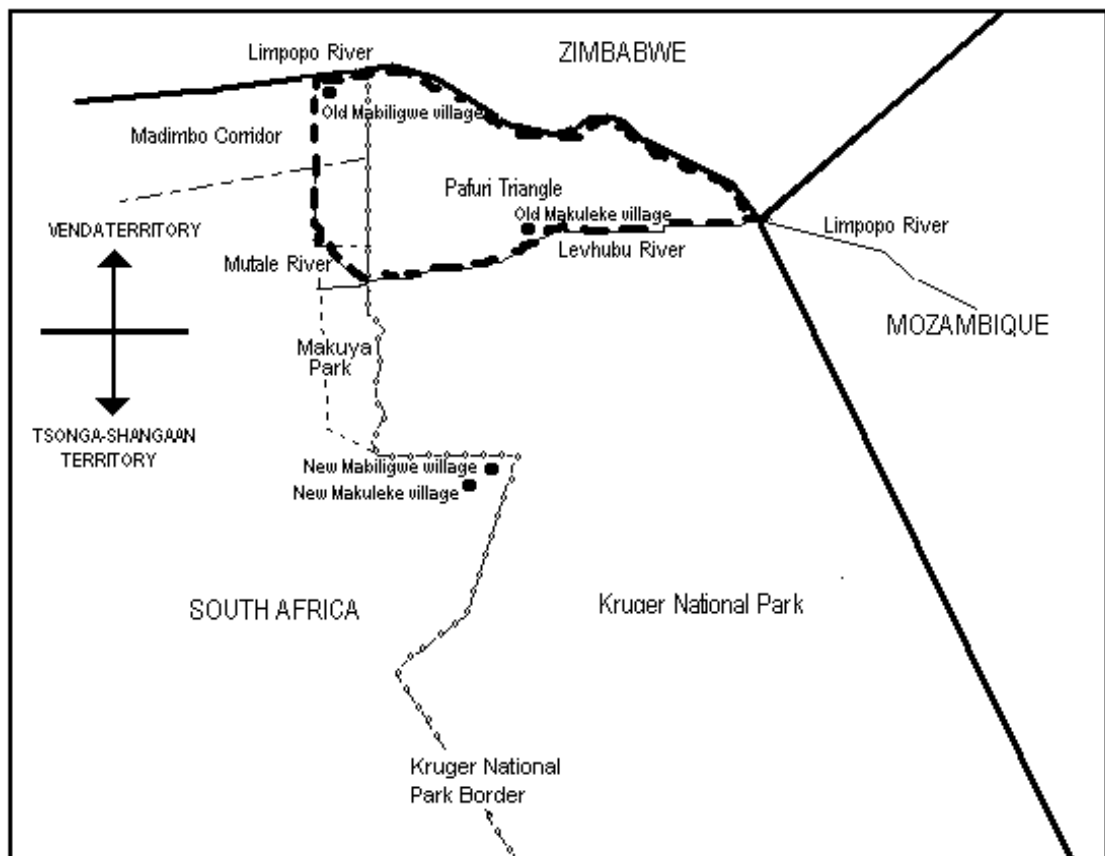 Limpopo River
ZIMBABWE
Old Mabiligwe village
Madimbo Corridor
Pafuri Triangle
Old Makuleke village
Limpopo River
VENDA TERRITORY
Levhubu River
Mutale River
MOZAMBIQUE
Makuya
Park
TSONGA-SHANGAAN
TERRITORY
New Mabiligwe village
New Makuleke village
SOUTH AFRICA
Kruger National Park
Kruger National
Park Border